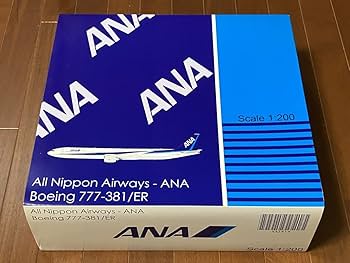 ANA
ANA
ANA
Scale 1:200
All Nippon Airways - ANA
Boeing 777-381/ER
All Nippon Airways - ANA
Boeing 777-381/ER
ANA
Scale 1:200